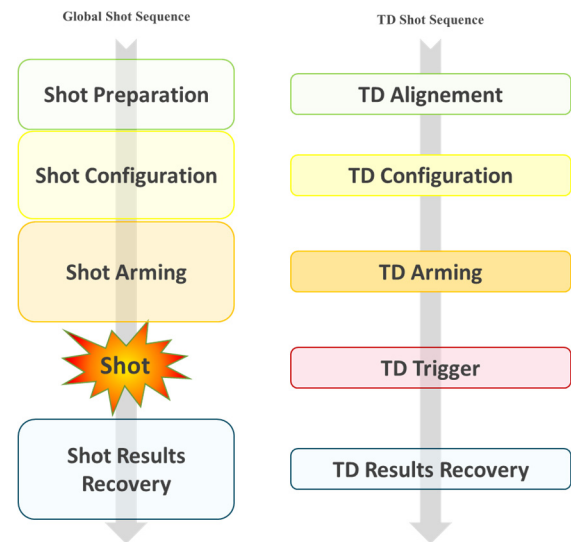 Global Shot Sequence
Shot Preparation
Shot Configuration
Shot Arming
Shot
Shot Results
Recovery
TD Shot Sequence
TD Alignement
TD Configuration
TD Arming
TD Trigger
TD Results Recovery